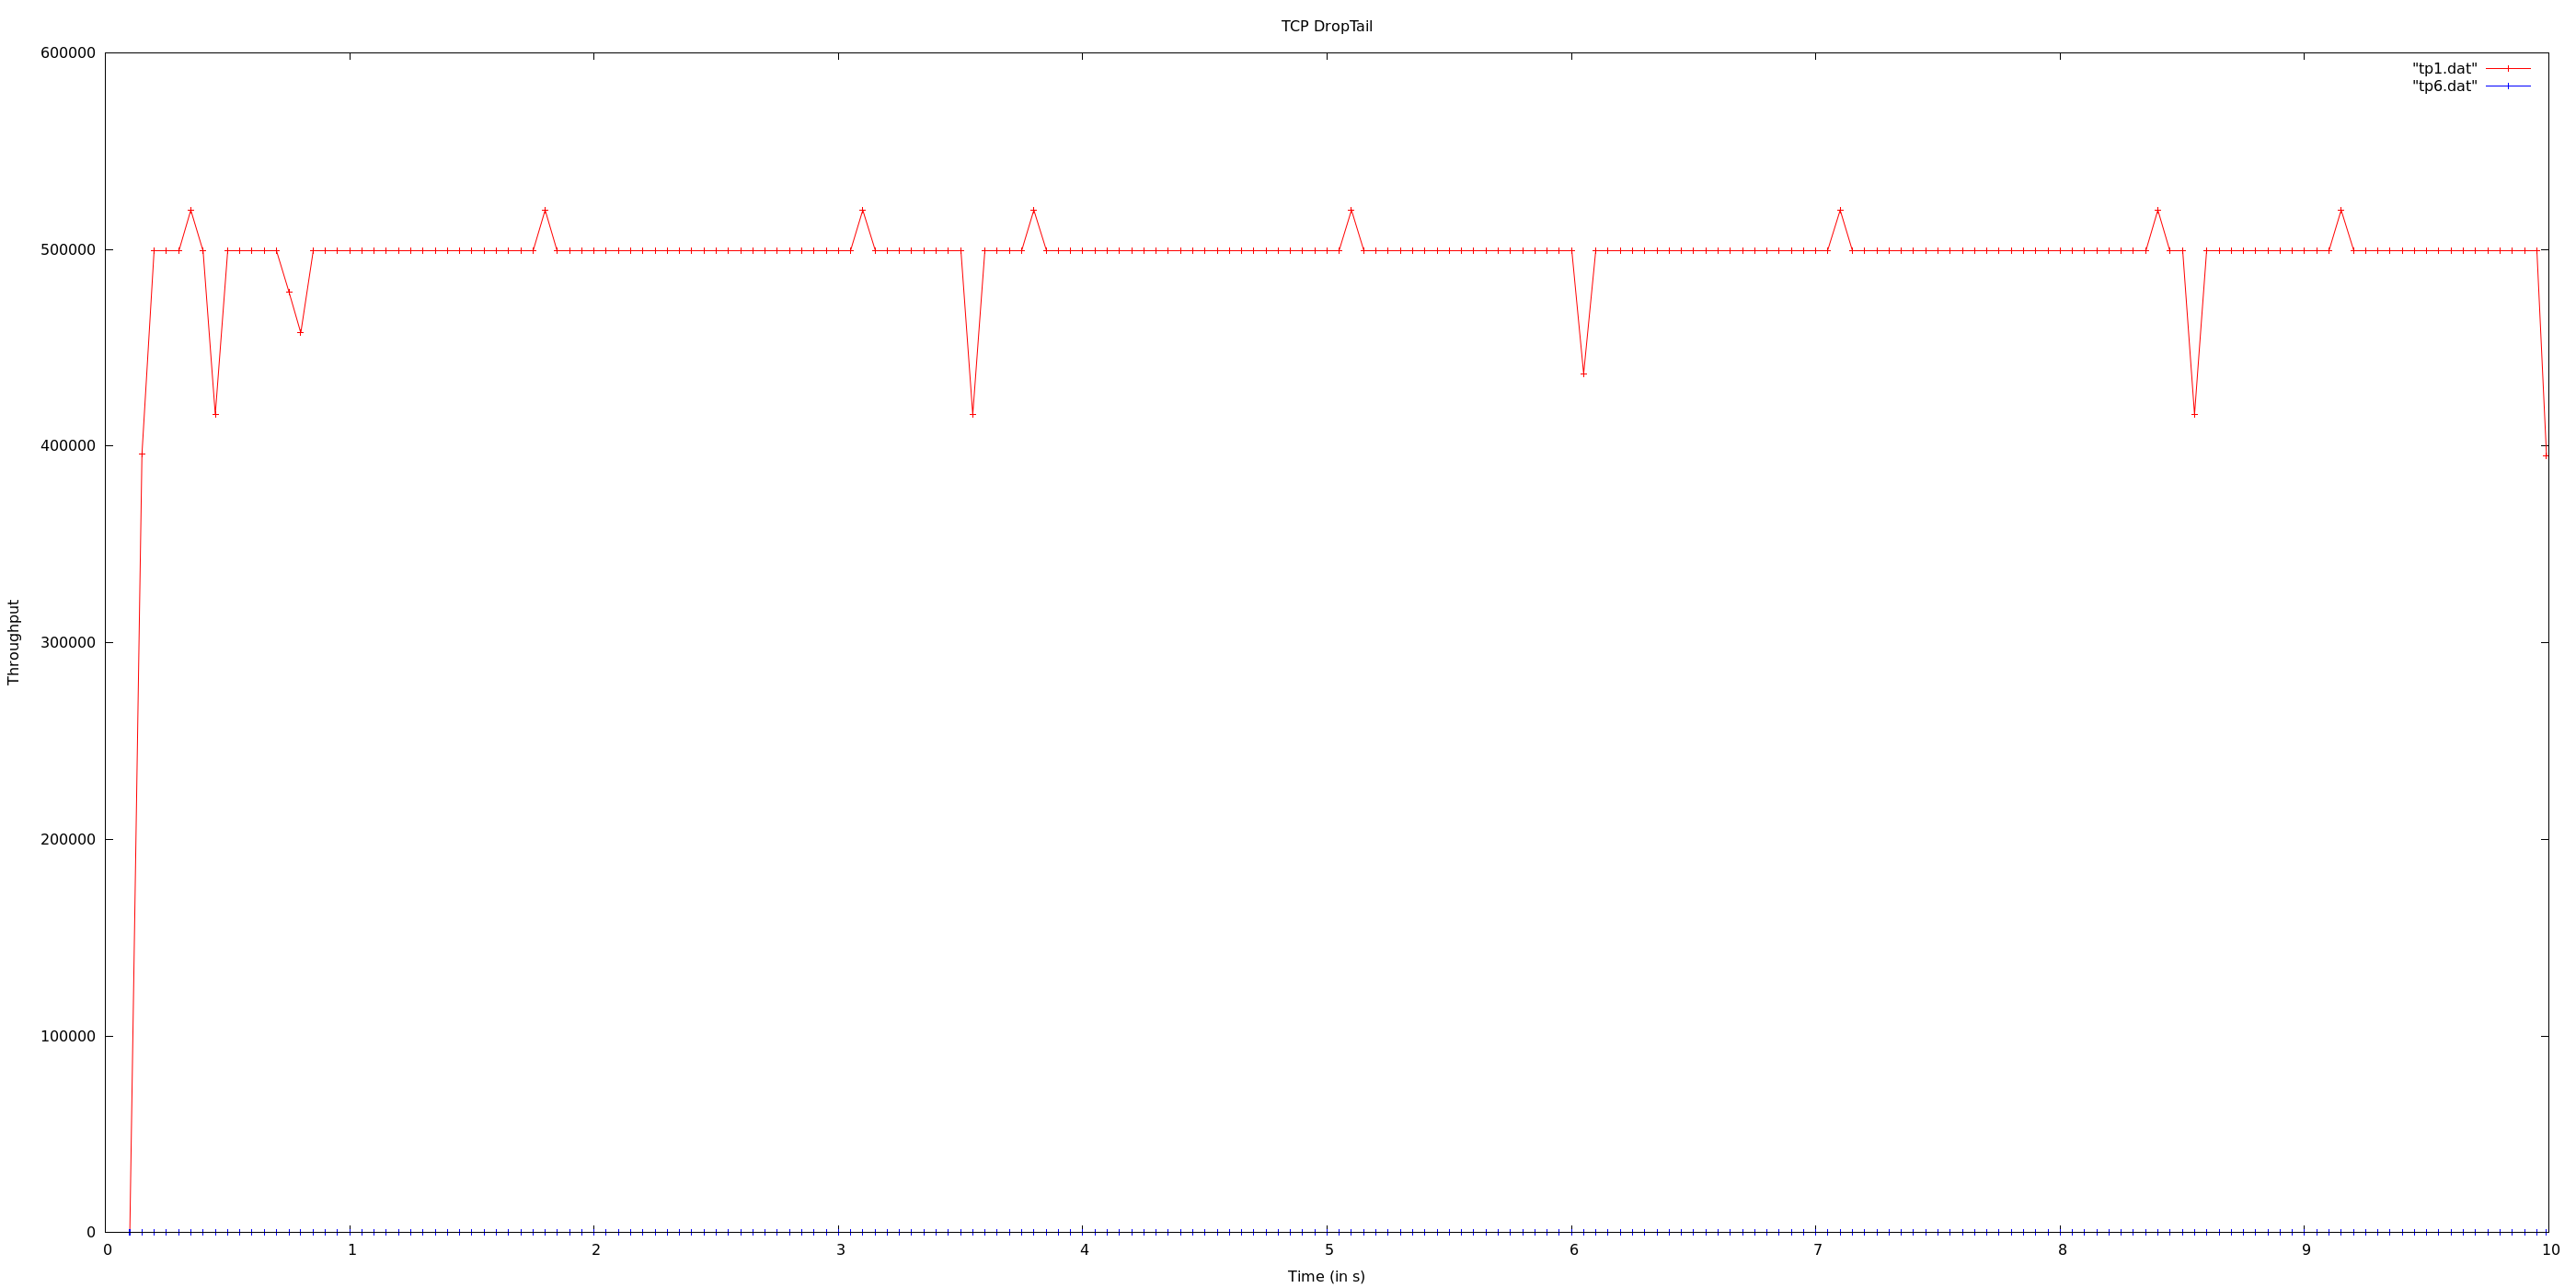 TCP DropTail
600000
"tp1.dat"
"tp6.dat"
500000
400000
300000
Throughput
200000
100000
0
0 1 2 3 4 5 6 7 8 9 10
Time (in s)